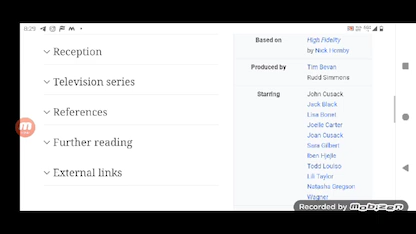 8:29
Reception
Television series
References
Further reading
External links
Based on
High Fidelity
by Nick Hornby
Produced by
Tim Bevan
Rudd Simmons
Starring
John Cusack
Jack Black
Lisa Bonet
Joelle Carter
Joan Cusack
Sara Gilbert
Iben Hjejle
Todd Louiso
Lili Taylor
Natasha Gregson
Wagner
Recorded by MOBIZEN